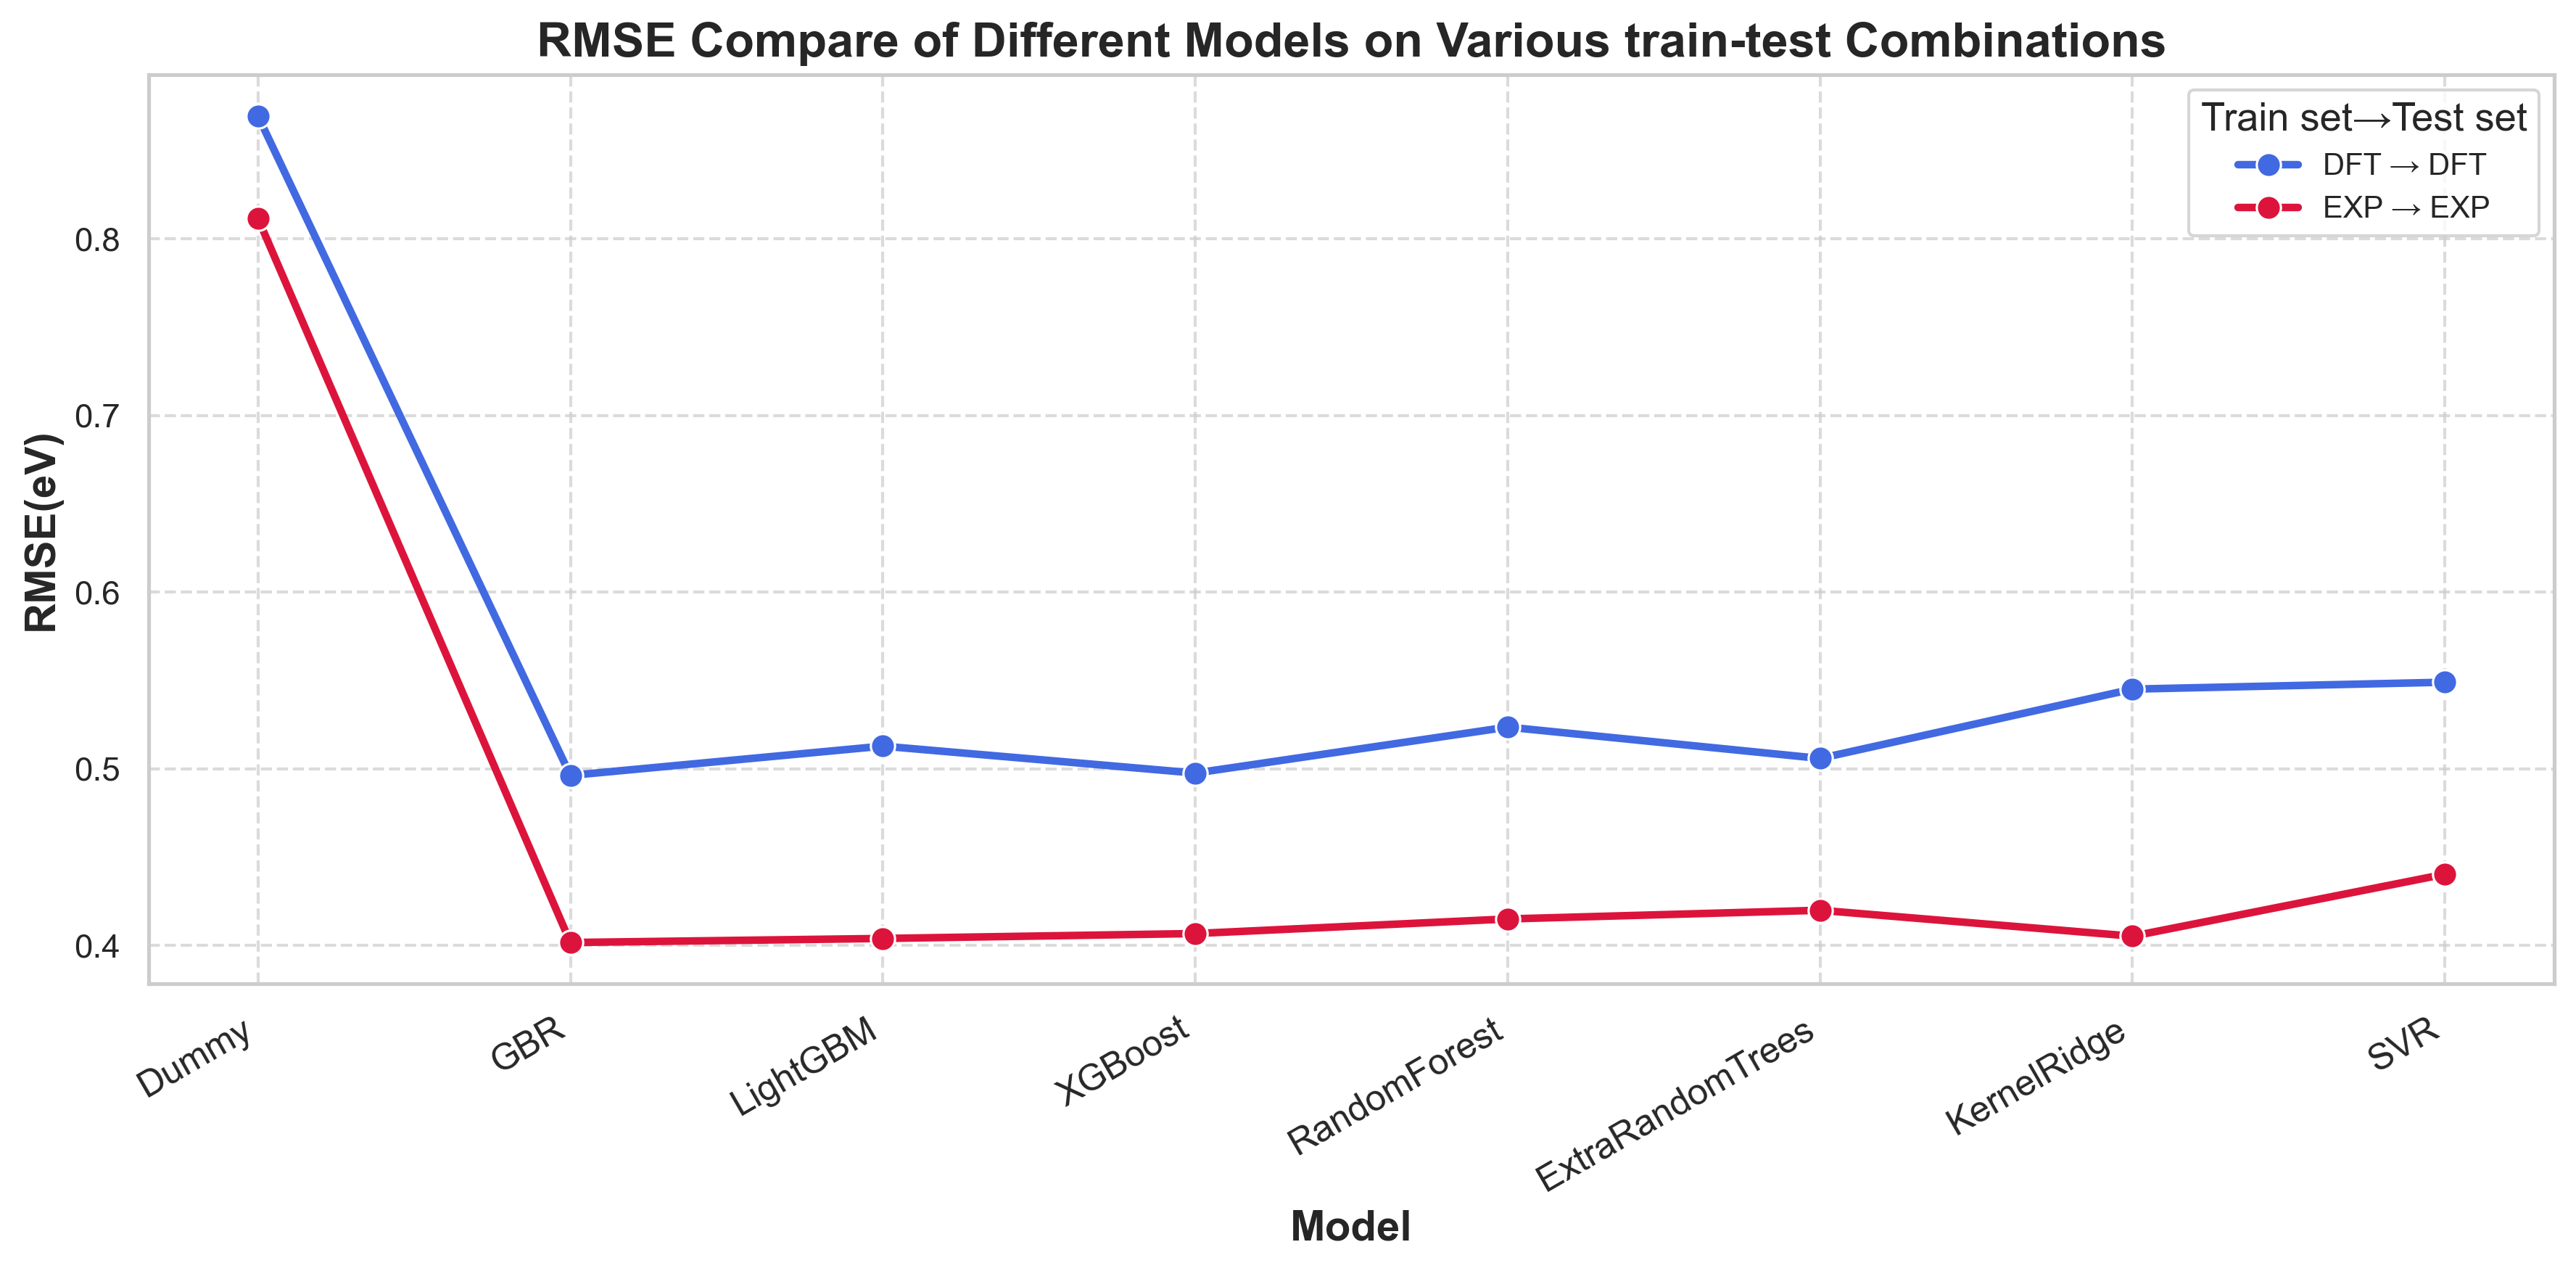 RMSE Compare of Different Models on Various train-test Combinations
Train set→Test set
DFT → DFT
EXP → EXP
RMSE(eV)
0.8
0.7
0.6
0.5
0.4
Dummy
GBR
LightGBM
XGBoost
RandomForest
ExtraRandomTrees
KernelRidge
SVR
Model